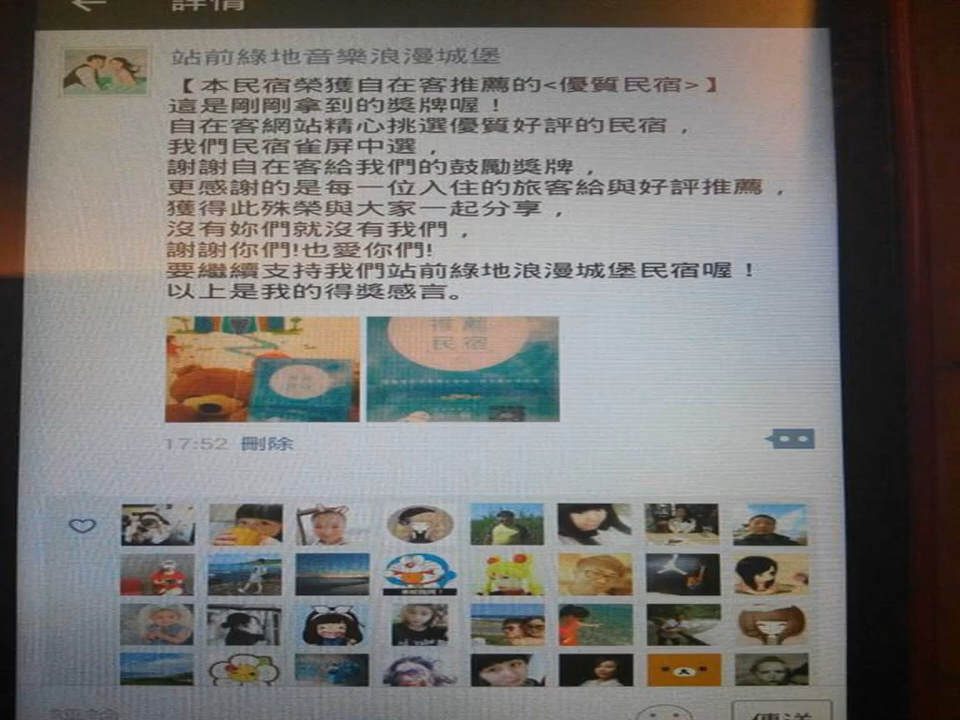 詳情
站前綠地音樂浪漫城堡
【本民宿榮獲自在客推薦的<優質民宿>】
這是剛剛拿到的獎牌喔！
自在客網站精心挑選優質好評的民宿，
我們民宿雀屏中選，
謝謝自在客給我們的鼓勵獎牌，
更感謝的是每一位入住的旅客給與好評推薦，
獲得此殊榮與大家一起分享，
沒有妳們就沒有我們，
謝謝你們!也愛你們!
要繼續支持我們站前綠地浪漫城堡民宿喔！
以上是我的得獎感言。
推薦
民宿
17:52 刪除
評論
傳送